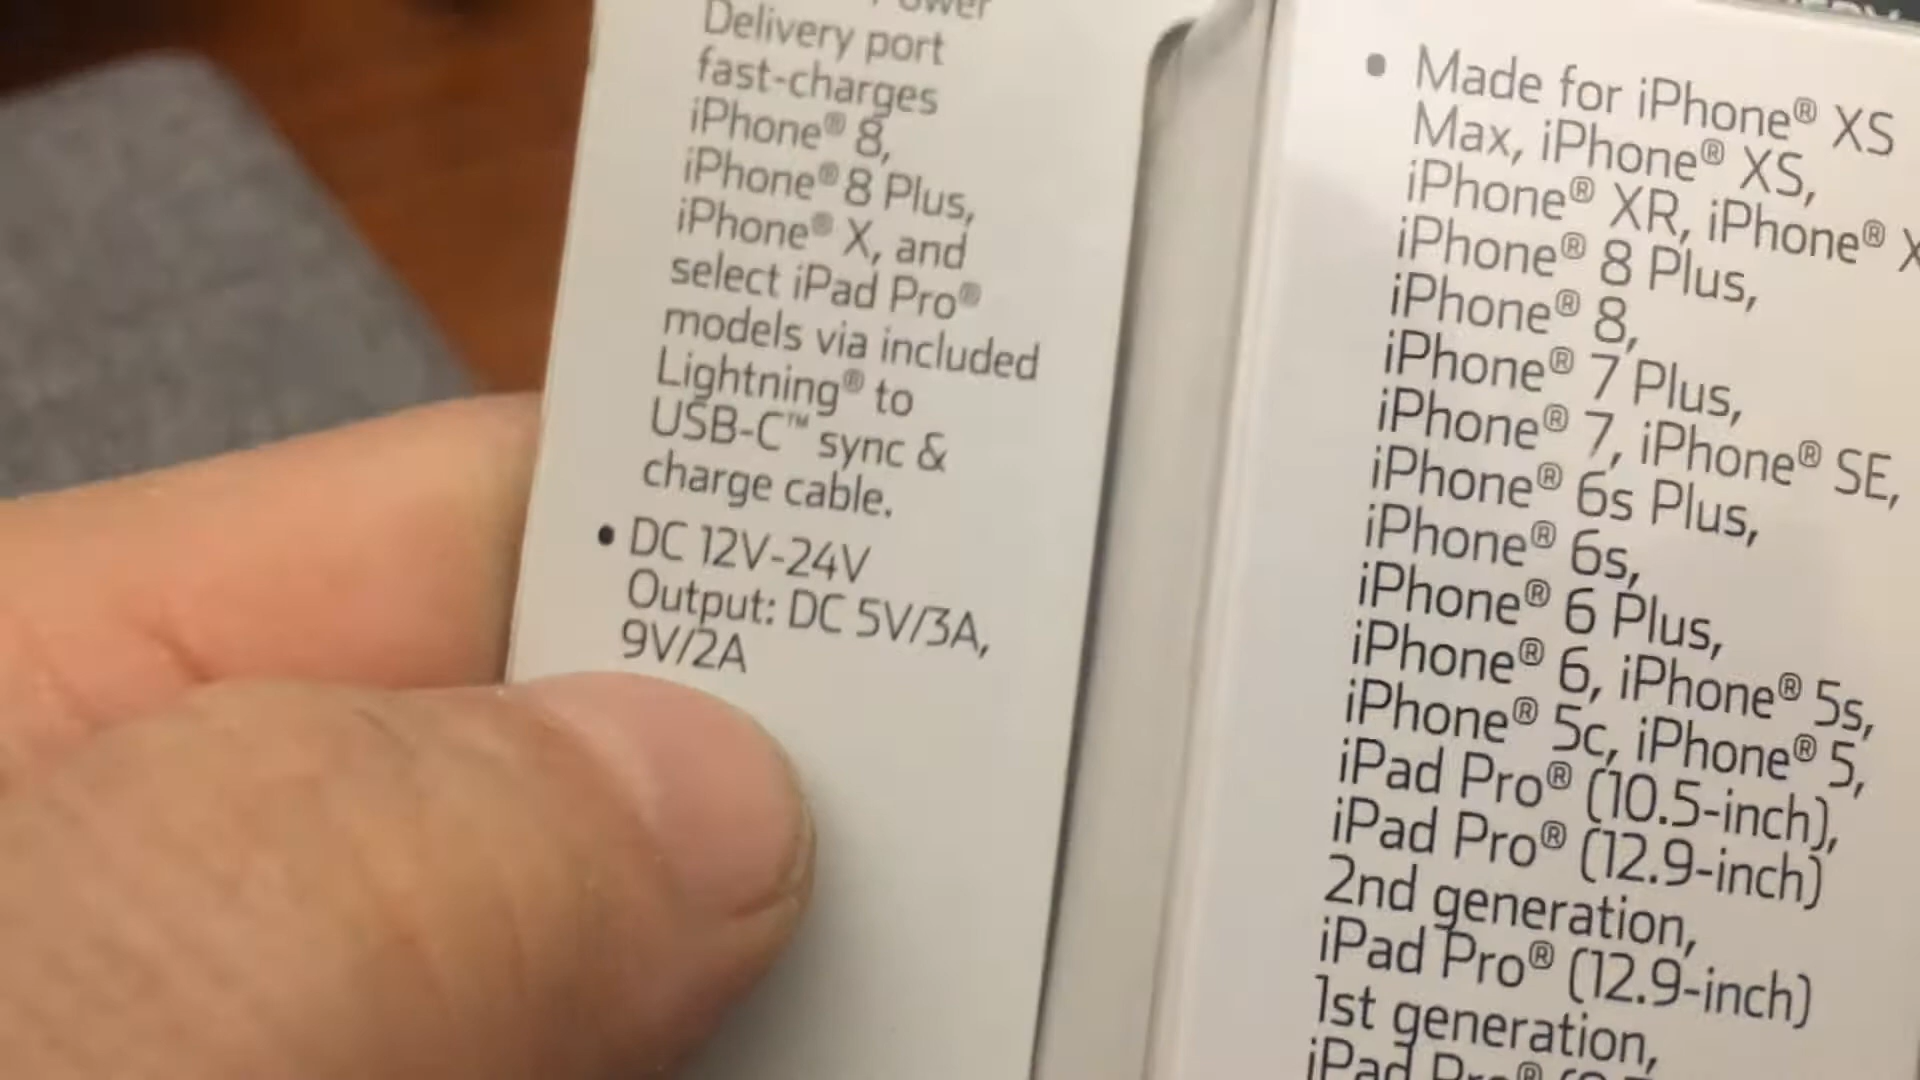 Power
Delivery port
fast-charges
iPhone® 8,
iPhone® 8 Plus,
iPhone® X, and
select iPad Pro®
models via included
Lightning® to
USB-C™ sync &
charge cable.
• DC 12V-24V
Output: DC 5V/3A,
9V/2A
• Made for iPhone® XS
Max, iPhone® XS,
iPhone® XR, iPhone® X
iPhone® 8 Plus,
iPhone® 8,
iPhone® 7 Plus,
iPhone® 7, iPhone® SE,
iPhone® 6s Plus,
iPhone® 6s,
iPhone® 6 Plus,
iPhone® 6, iPhone® 5s,
iPhone® 5c, iPhone® 5,
iPad Pro® (10.5-inch),
iPad Pro® (12.9-inch)
2nd generation,
iPad Pro® (12.9-inch)
1st generation,
iPad Pro®